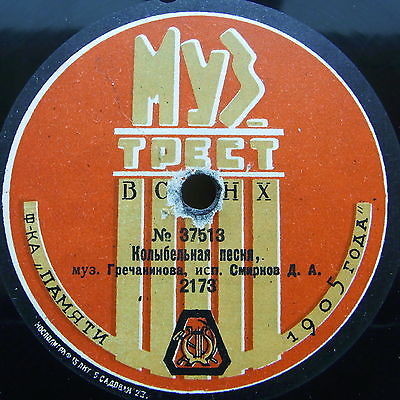 МУЗ
ТРЕСТ
ВСНХ
№ 37513
Колыбельная песня,
муз. Гречанинова, исп. Смирнов Д. А.
2173
Ф-КА „ПАМЯТИ
1905 ГОДА"